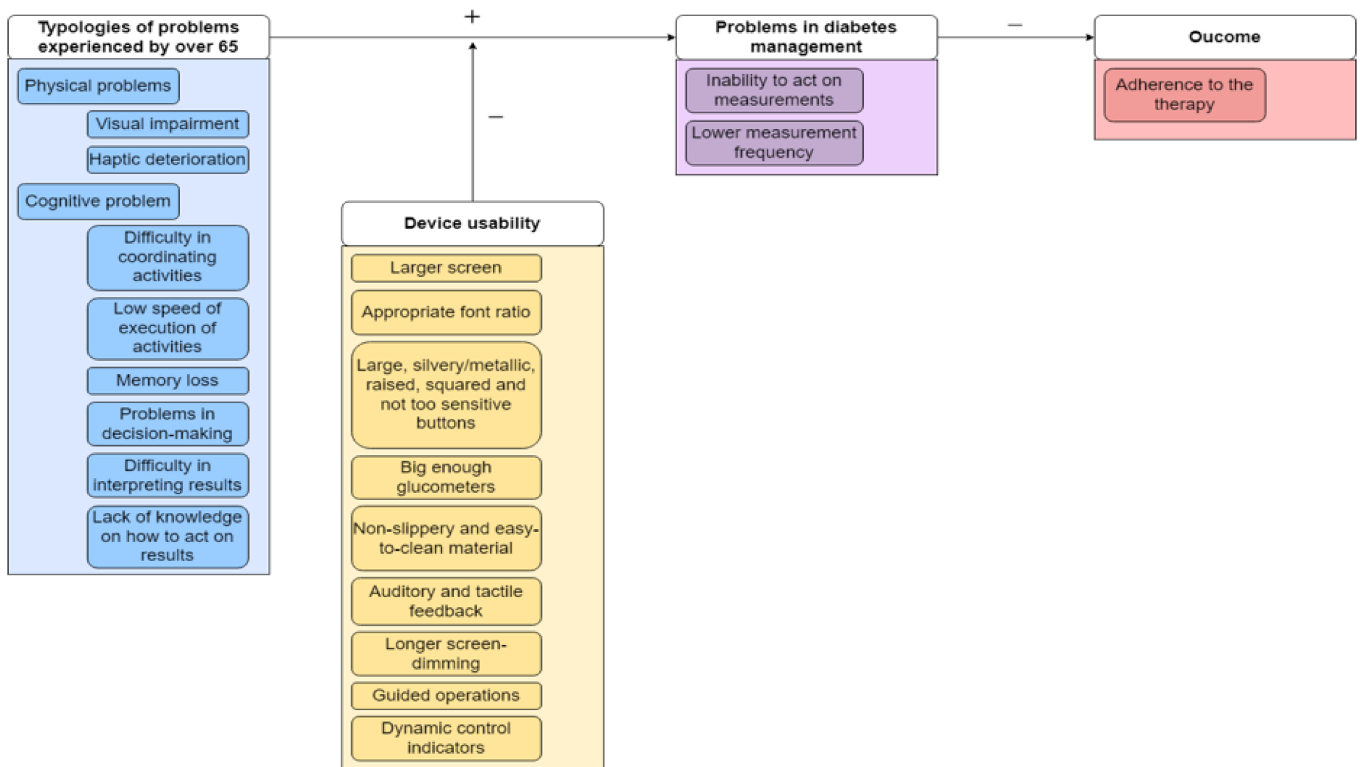 Typologies of problems
experienced by over 65
+
Problems in diabetes
management
—
Oucome
Physical problems
Visual impairment
Haptic deterioration
Cognitive problem
Difficulty in
coordinating
activities
Low speed of
execution of
activities
Memory loss
Problems in
decision-making
Difficulty in
interpreting results
Lack of knowledge
on how to act on
results
Inability to act on
measurements
Lower measurement
frequency
Adherence to the
therapy
—
Device usability
Larger screen
Appropriate font ratio
Large, silvery/metallic,
raised, squared and
not too sensitive
buttons
Big enough
glucometers
Non-slippery and easy-
to-clean material
Auditory and tactile
feedback
Longer screen-
dimming
Guided operations
Dynamic control
indicators